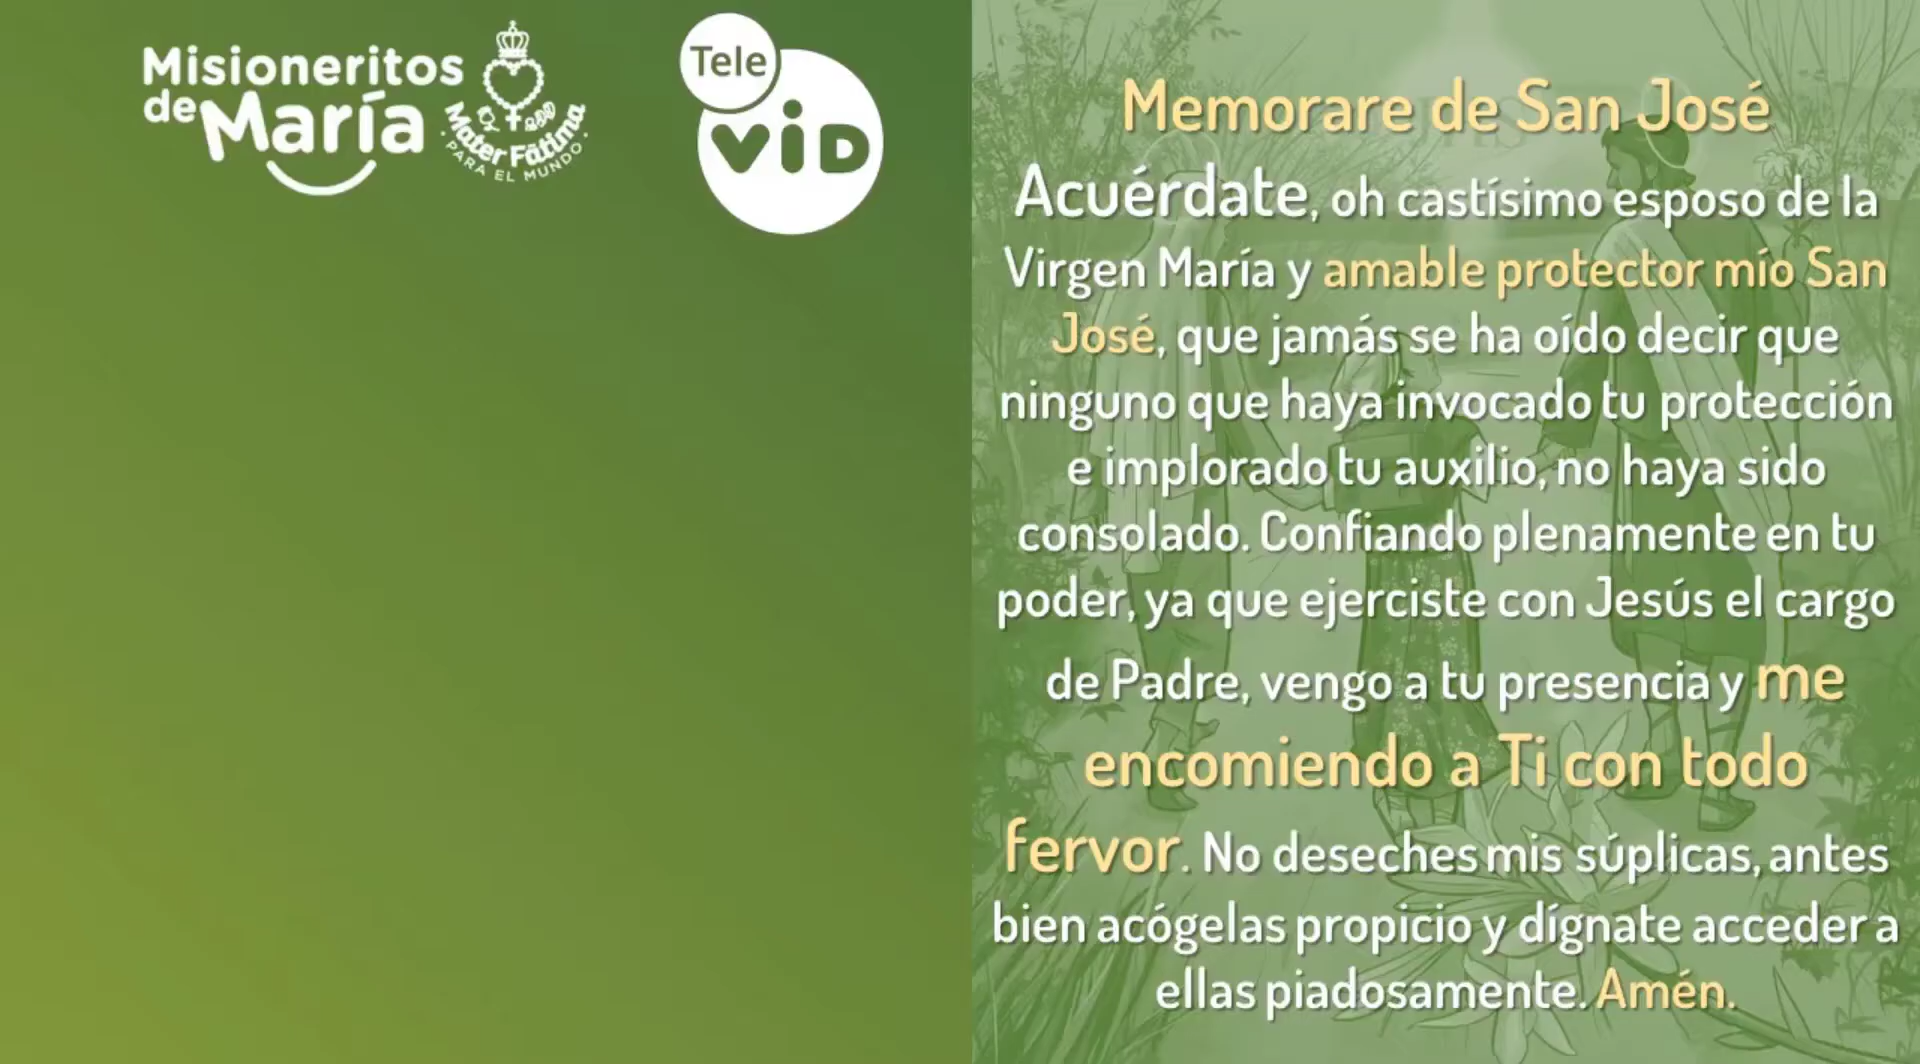 Misioneritos
de María
Mater Fátima
· PARA EL MUNDO ·
Tele
ViD
Memorare de San José
Acuérdate, oh castísimo esposo de la
Virgen María y amable protector mío San
José, que jamás se ha oído decir que
ninguno que haya invocado tu protección
e implorado tu auxilio, no haya sido
consolado. Confiando plenamente en tu
poder, ya que ejerciste con Jesús el cargo
de Padre, vengo a tu presencia y me
encomiendo a Ti con todo
fervor. No deseches mis súplicas, antes
bien acógelas propicio y dígnate acceder a
ellas piadosamente. Amén.